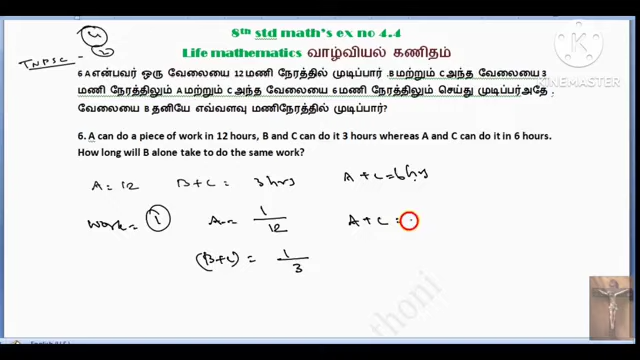 8th std math's ex no 4.4
Life mathematics வாழ்வியல் கணிதம்
TNPSC
KINEMASTER
6 A என்பவர் ஒரு வேலையை 12 மணி நேரத்தில் முடிப்பார் .B மற்றும் C அந்த வேலையை 3
மணி நேரத்திலும் A மற்றும் C அந்த வேலையை 6 மணி நேரத்திலும் செய்து முடிப்பர் அதே
வேலையை B தனியே எவ்வளவு மணிநேரத்தில் முடிப்பார்?
6. A can do a piece of work in 12 hours, B and C can do it 3 hours whereas A and C can do it in 6 hours.
How long will B alone take to do the same work?
A = 12 B+C = 3 hrs A+C = 6 hrs
Work = 1 A = 1/12 A+C =
(B+C) = 1/3
thoni
English (U.S.)